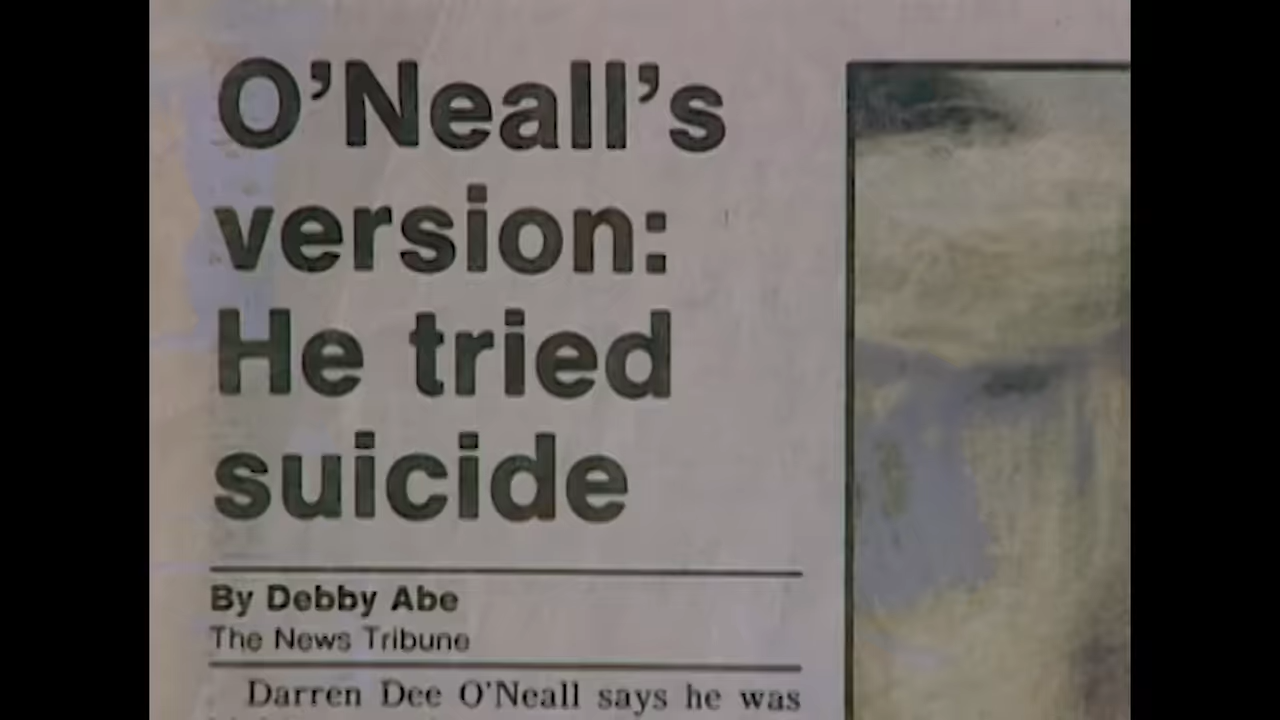 O'Neall's
version:
He tried
suicide
By Debby Abe
The News Tribune
Darren Dee O'Neall says he was